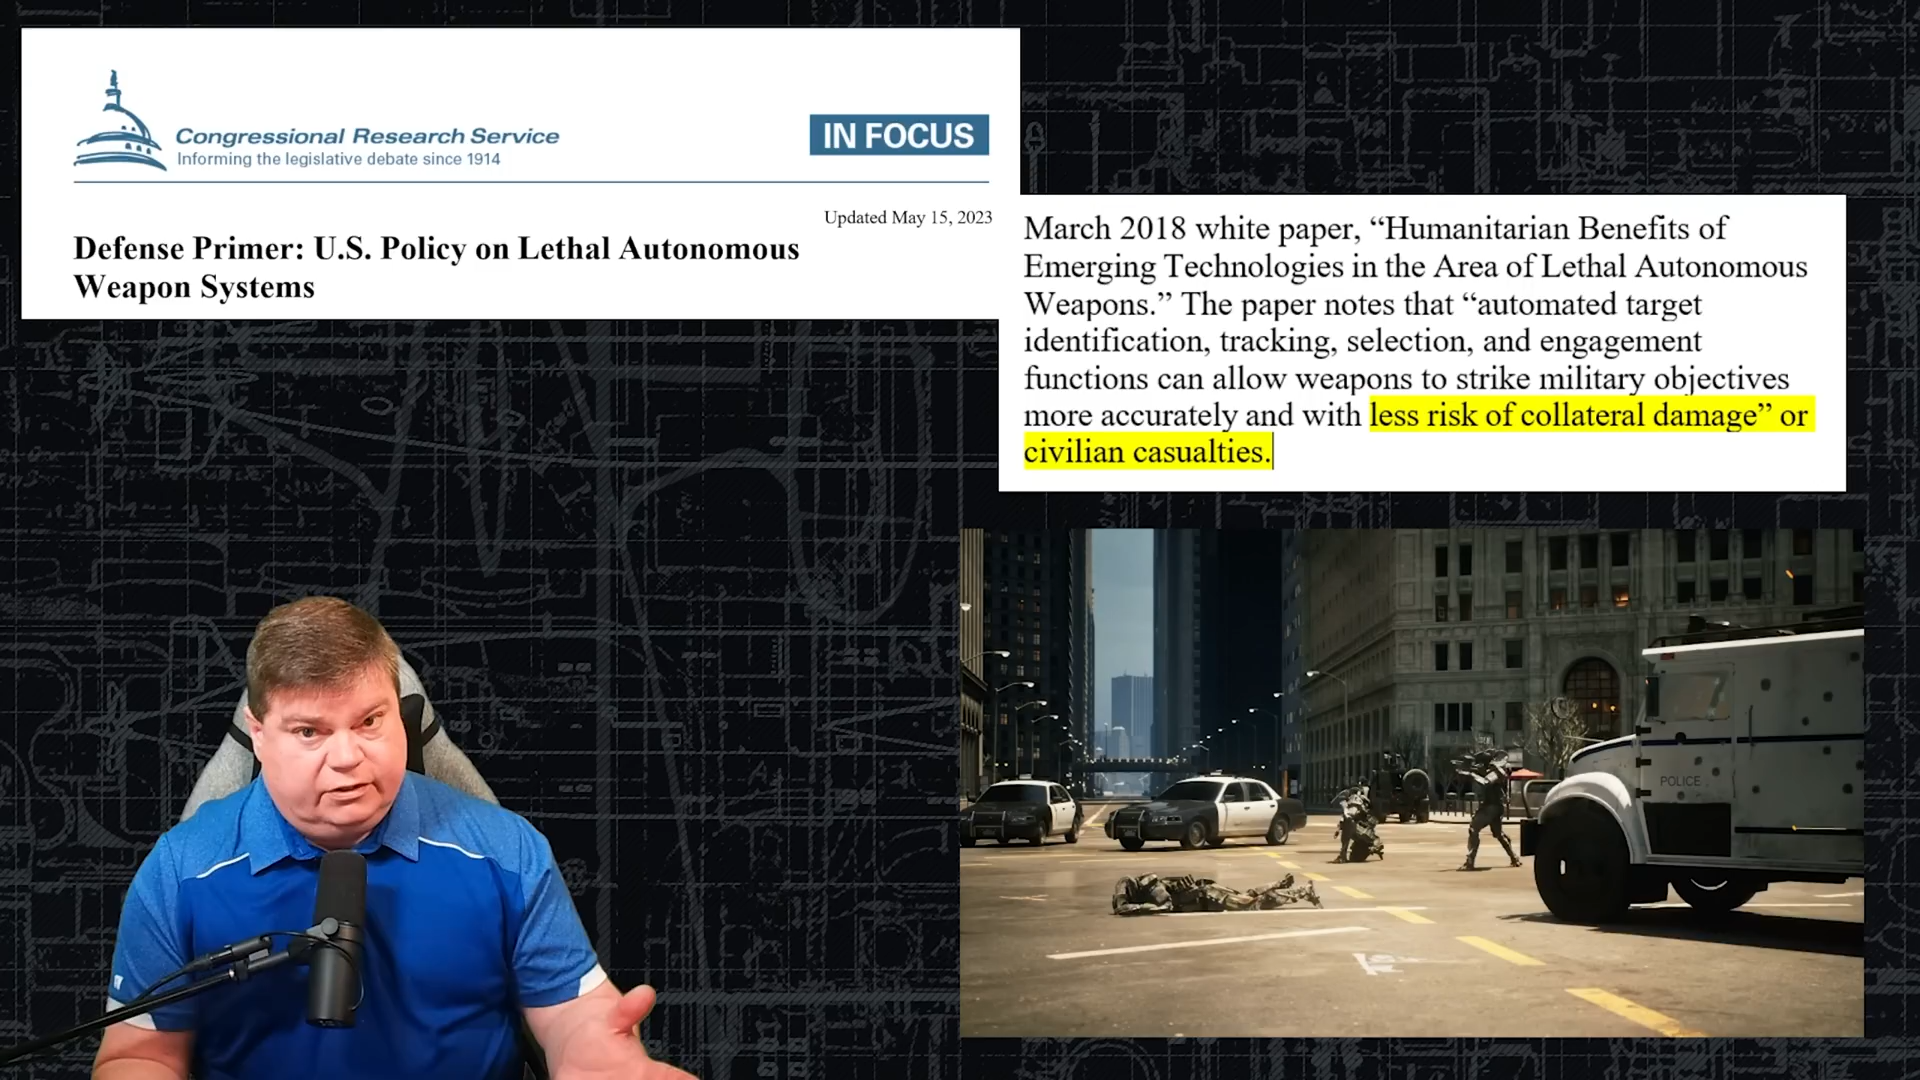 Congressional Research Service
Informing the legislative debate since 1914
IN FOCUS
Updated May 15, 2023
Defense Primer: U.S. Policy on Lethal Autonomous
Weapon Systems
March 2018 white paper, “Humanitarian Benefits of
Emerging Technologies in the Area of Lethal Autonomous
Weapons.” The paper notes that “automated target
identification, tracking, selection, and engagement
functions can allow weapons to strike military objectives
more accurately and with less risk of collateral damage” or
civilian casualties.
POLICE